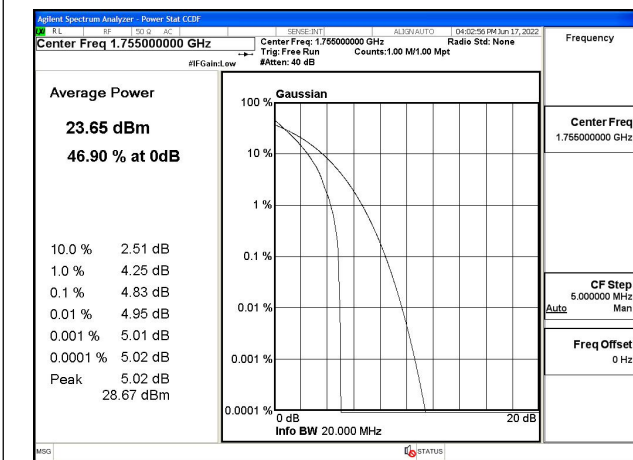 Agilent Spectrum Analyzer - Power Stat CCDF
LXI RL RF 50 Ω AC SENSE:INT ALIGN AUTO 04:02:56 PM Jun 17, 2022
Center Freq 1.755000000 GHz
Center Freq: 1.755000000 GHz Radio Std: None
Trig: Free Run Counts:1.00 M/1.00 Mpt
#IFGain:Low #Atten: 40 dB
Frequency
Average Power
23.65 dBm
46.90 % at 0dB
10.0 % 2.51 dB
1.0 % 4.25 dB
0.1 % 4.83 dB
0.01 % 4.95 dB
0.001 % 5.01 dB
0.0001 % 5.02 dB
Peak 5.02 dB
28.67 dBm
Gaussian
100 %
10 %
1 %
0.1 %
0.01 %
0.001 %
0.0001 %
0 dB 20 dB
Info BW 20.000 MHz
Center Freq
1.755000000 GHz
CF Step
5.000000 MHz
Auto Man
Freq Offset
0 Hz
MSG STATUS